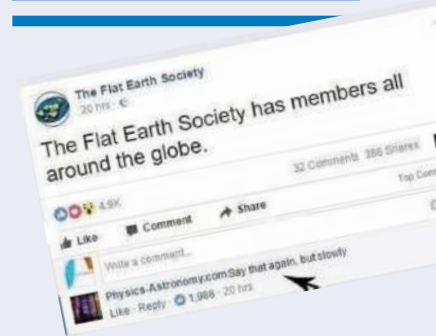 The Flat Earth Society
20 hrs
The Flat Earth Society has members all
around the globe.
4.9K
32 Comments 386 Shares
Like Comment Share
Top Com
Write a comment...
Physics-Astronomy.com Say that again, but slowly
Like · Reply · 1,988 · 20 hrs